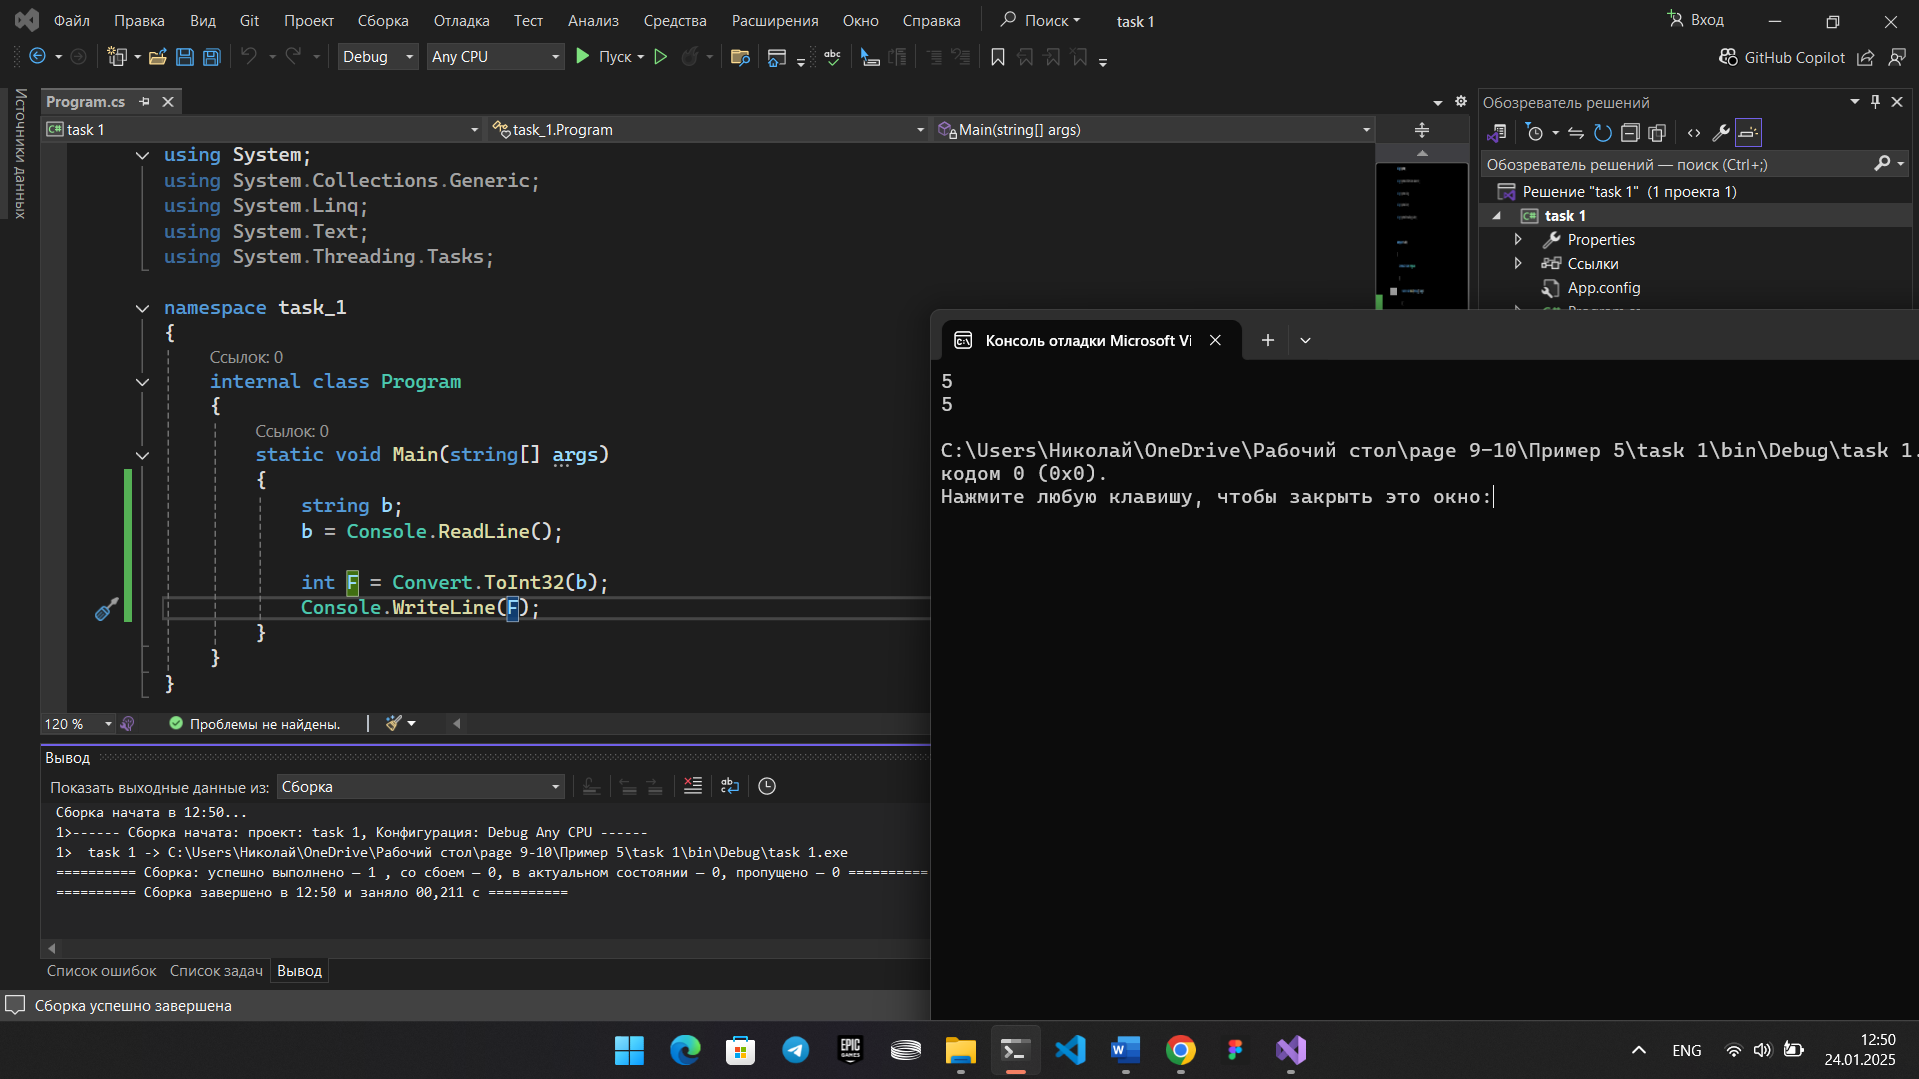 Файл Правка Вид Git Проект Сборка Отладка Тест Анализ Средства Расширения Окно Справка Поиск task 1 Вход
Debug Any CPU Пуск abc GitHub Copilot
Источники данных
Program.cs
C# task 1 task_1.Program Main(string[] args)
using System;
using System.Collections.Generic;
using System.Linq;
using System.Text;
using System.Threading.Tasks;
namespace task_1
{
Ссылок: 0
internal class Program
{
Ссылок: 0
static void Main(string[] args)
{
string b;
b = Console.ReadLine();
int F = Convert.ToInt32(b);
Console.WriteLine(F);
}
}
}
120 % Проблемы не найдены.
Вывод
Показать выходные данные из: Сборка
Сборка начата в 12:50...
1>------ Сборка начата: проект: task 1, Конфигурация: Debug Any CPU ------
1>  task 1 -> C:\Users\Николай\OneDrive\Рабочий стол\page 9-10\Пример 5\task 1\bin\Debug\task 1.exe
========== Сборка: успешно выполнено – 1 , со сбоем – 0, в актуальном состоянии – 0, пропущено – 0 ==========
========== Сборка завершено в 12:50 и заняло 00,211 с ==========
Список ошибок Список задач Вывод
Сборка успешно завершена
Обозреватель решений
Обозреватель решений — поиск (Ctrl+;)
Решение "task 1" (1 проекта 1)
C# task 1
Properties
Ссылки
App.config
Консоль отладки Microsoft Vi
5
5
C:\Users\Николай\OneDrive\Рабочий стол\page 9-10\Пример 5\task 1\bin\Debug\task 1.
кодом 0 (0x0).
Нажмите любую клавишу, чтобы закрыть это окно:
EPIC GAMES
ENG
12:50
24.01.2025